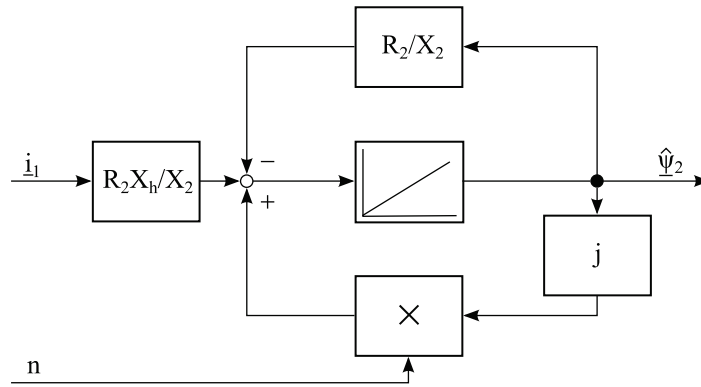 R₂/X₂
i₁
R₂Xₕ/X₂
−
+
ψ̂₂
j
×
n